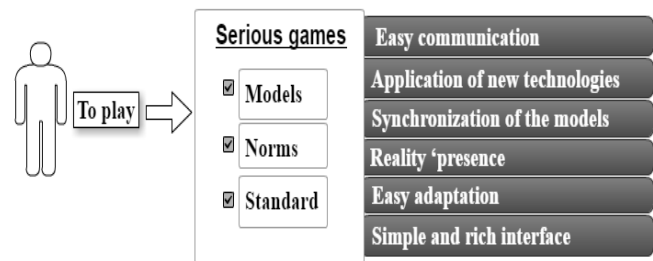 To play
Serious games
Models
Norms
Standard
Easy communication
Application of new technologies
Synchronization of the models
Reality ‘presence
Easy adaptation
Simple and rich interface